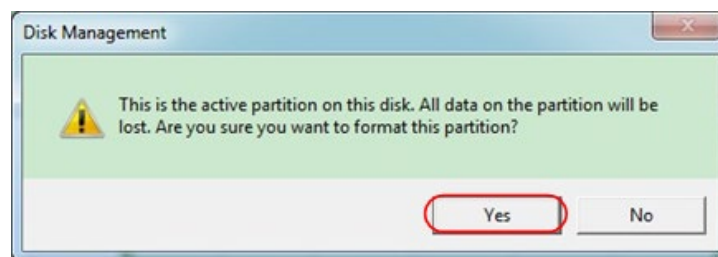 Disk Management
This is the active partition on this disk. All data on the partition will be
lost. Are you sure you want to format this partition?
Yes No